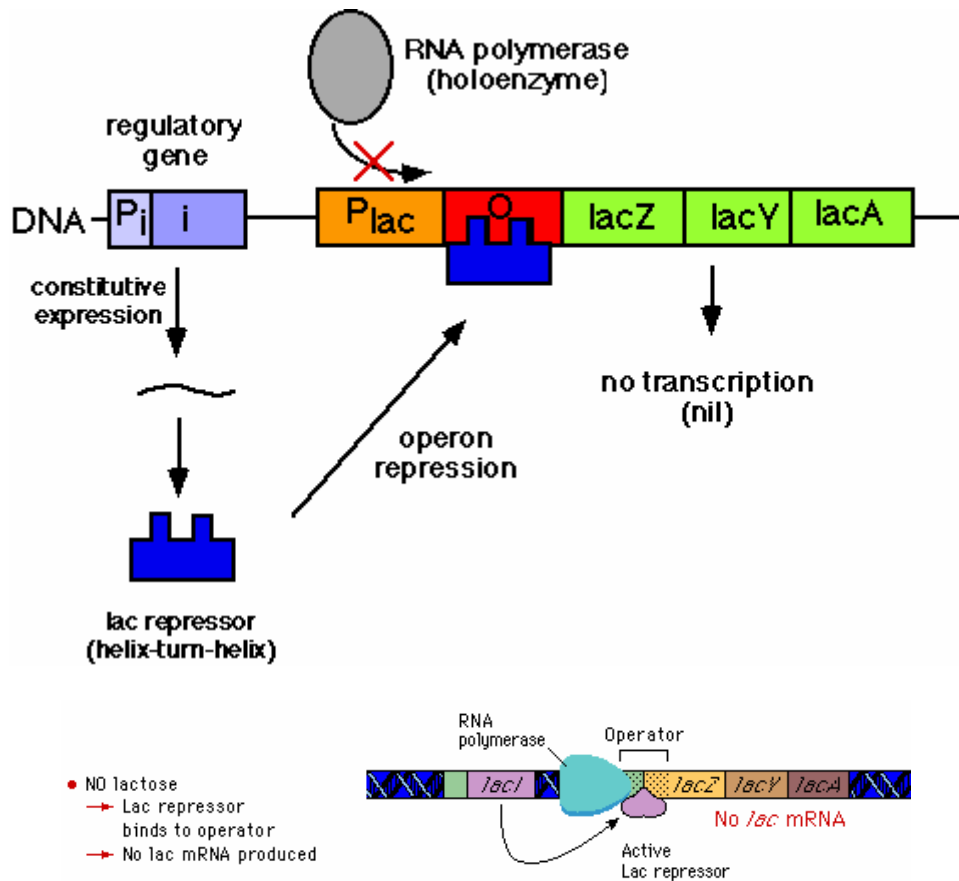 RNA polymerase
(holoenzyme)
regulatory
gene
DNA
Pi
i
Plac
O
lacZ
lacY
lacA
constitutive
expression
operon
repression
no transcription
(nil)
lac repressor
(helix-turn-helix)
RNA
polymerase
Operator
• NO lactose
→ Lac repressor
binds to operator
→ No lac mRNA produced
lacI
lacZ
lacY
lacA
No lac mRNA
Active
Lac repressor